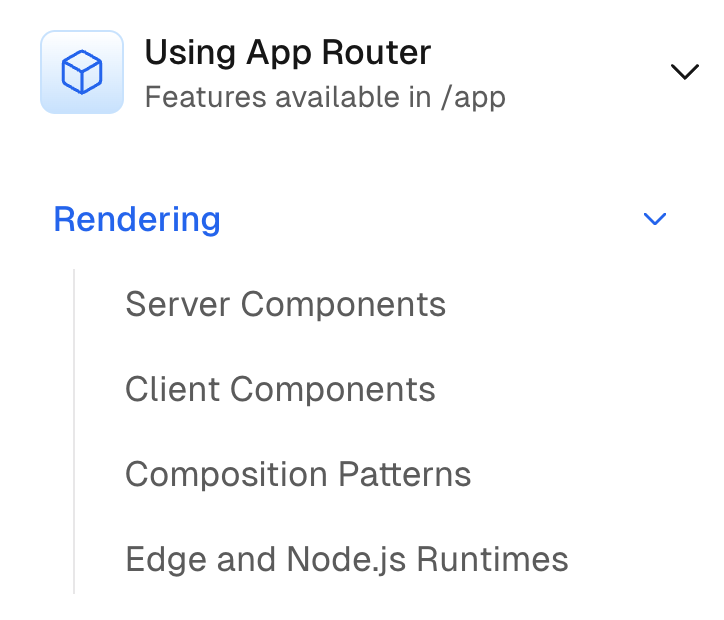 Using App Router
Features available in /app
Rendering
Server Components
Client Components
Composition Patterns
Edge and Node.js Runtimes